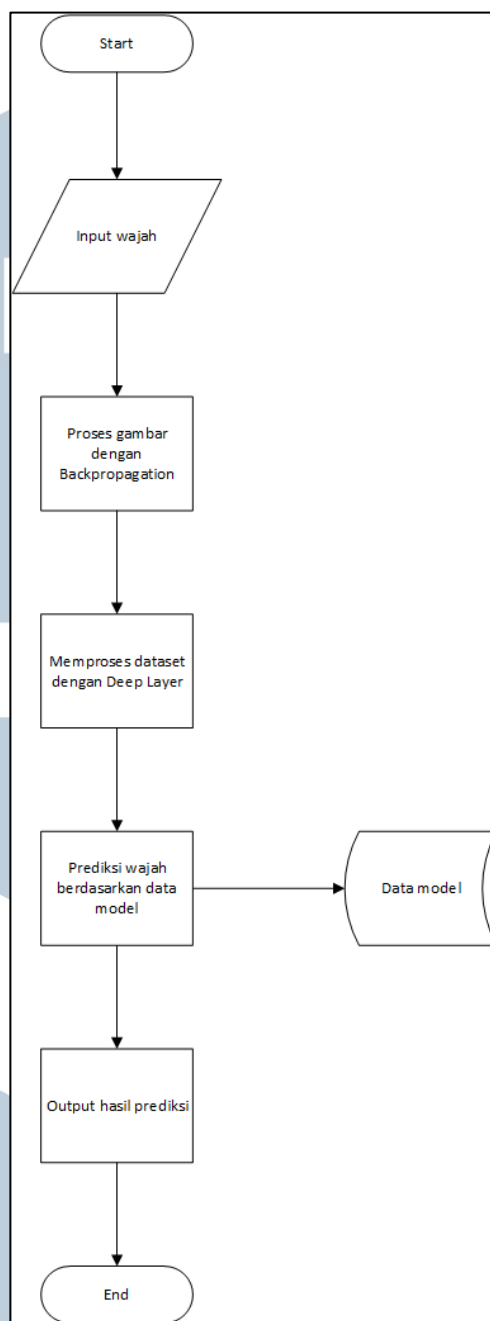 Start
Input wajah
Proses gambar
dengan
Backpropagation
Memproses dataset
dengan Deep Layer
Prediksi wajah
berdasarkan data
model
Data model
Output hasil prediksi
End